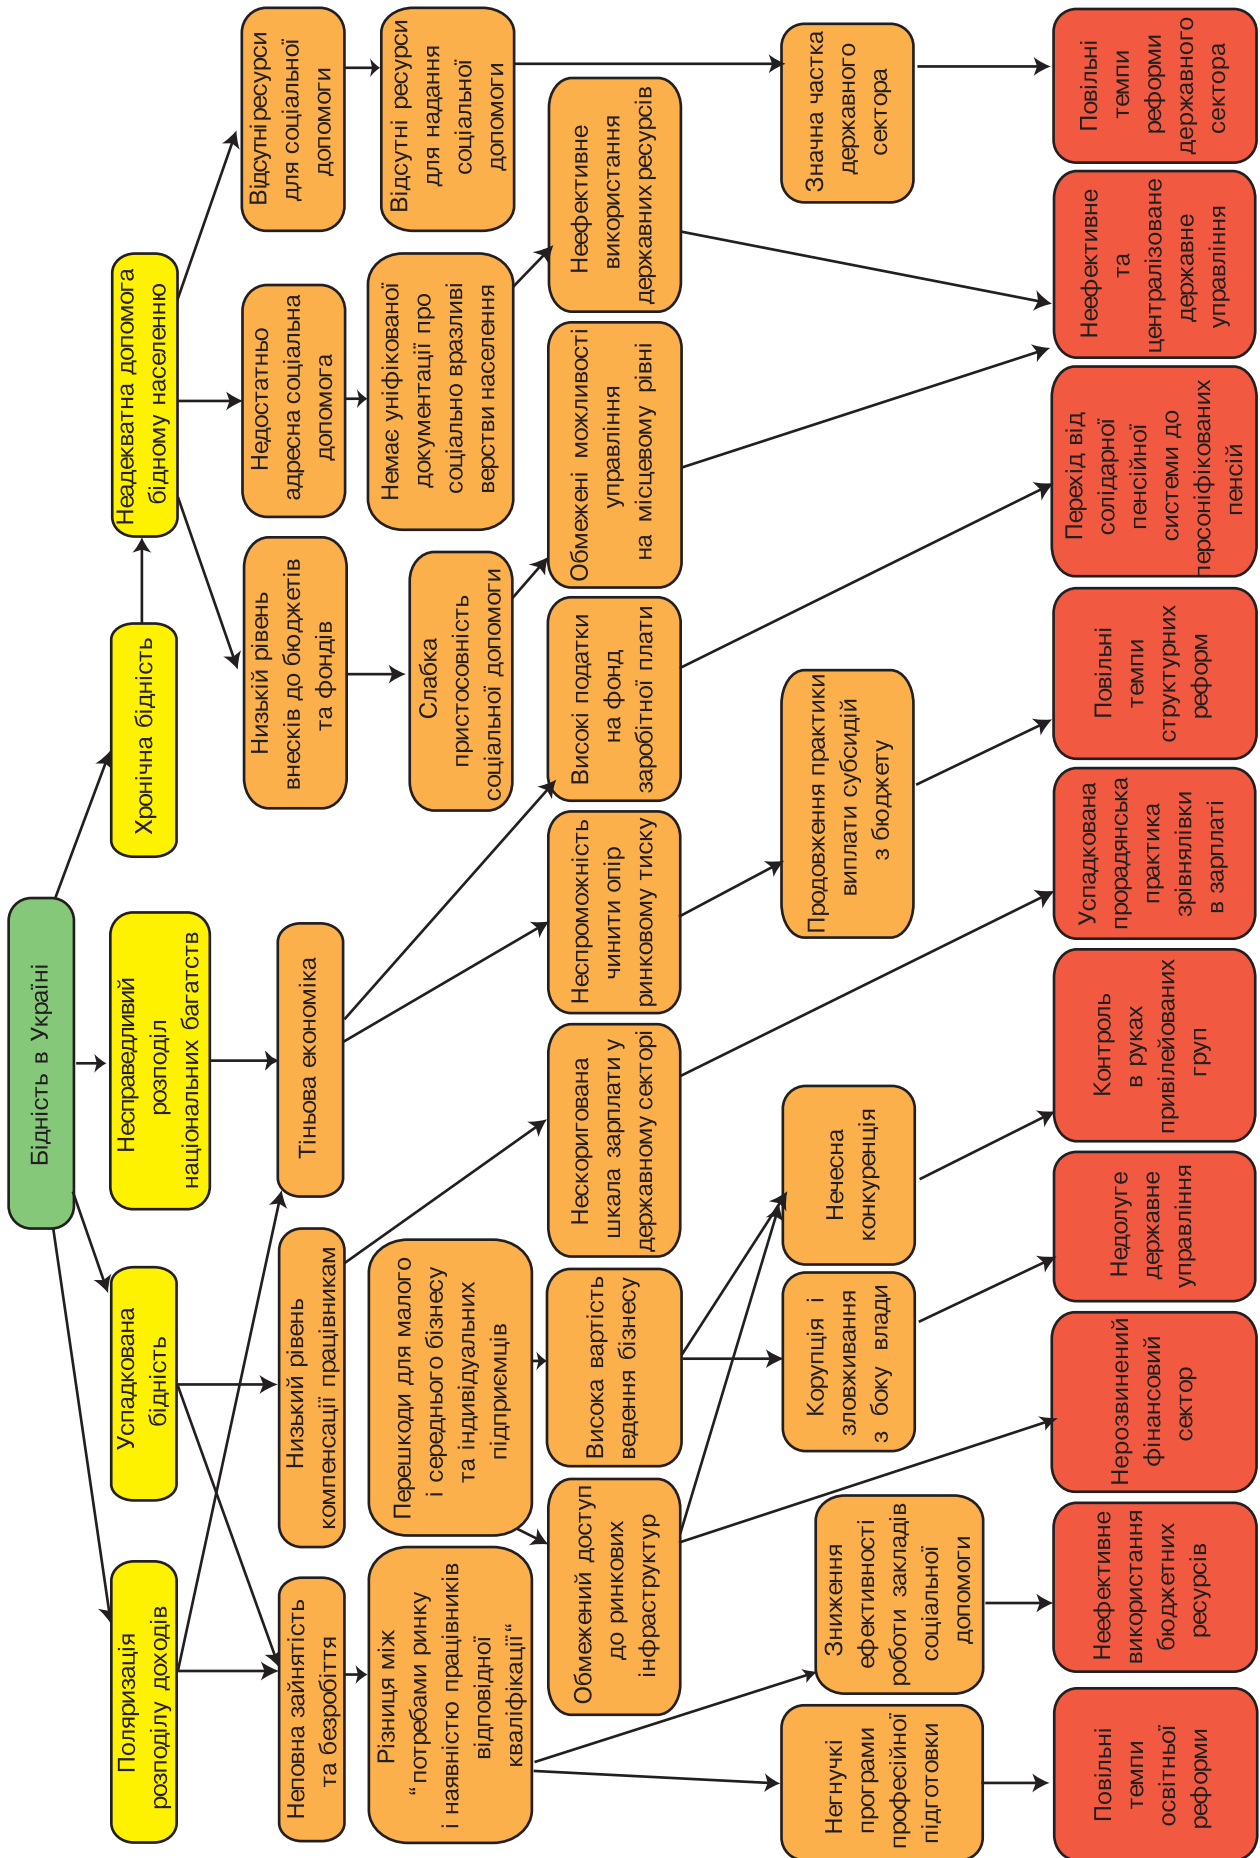 Бідність в Україні
Поляризація
розподілу доходів
Успадкована
бідність
Несправедливий
розподіл
національних багатств
Хронічна бідність
Неадекватна допомога
бідному населенню
Неповна зайнятість
та безробіття
Низький рівень
компенсації працівникам
Тіньова економіка
Низькій рівень
внесків до бюджетів
та фондів
Недостатньо
адресна соціальна
допомога
Відсутніресурси
для соціальної
допомоги
Різниця між
“потребами ринку
і наявністю працівників
відповідної
кваліфікації“
Перешкоди для малого
і середнього бізнесу
та індивідуальних
підприємців
Слабка
пристосовність
соціальної допомоги
Немає уніфікованої
документації про
соціально вразливі
верстви населення
Відсутні ресурси
для надання
соціальної
допомоги
Обмежений доступ
до ринкових
інфраструктур
Висока вартість
ведення бізнесу
Нескоригована
шкала зарплати у
державному секторі
Неспроможність
чинити опір
ринковому тиску
Високі податки
на фонд
заробітної плати
Обмежені можливості
управління
на місцевому рівні
Неефективне
використання
державних ресурсів
Негнучкі
програми
професійної
підготовки
Зниження
ефективності
роботи закладів
соціальної
допомоги
Корупція і
зловживання
з боку влади
Нечесна
конкуренція
Продовження практики
виплати субсидій
з бюджету
Значна частка
державного
сектора
Повільні
темпи
освітньої
реформи
Неефективне
використання
бюджетних
ресурсів
Нерозвинений
фінансовий
сектор
Недолуге
державне
управління
Контроль
в руках
привілейованих
груп
Успадкована
прорадянська
практика
зрівнялівки
в зарплаті
Повільні
темпи
структурних
реформ
Перехід від
солідарної
пенсійної
системи до
персоніфікованих
пенсій
Неефективне
та
централізоване
державне
управління
Повільні
темпи
реформи
державного
сектора